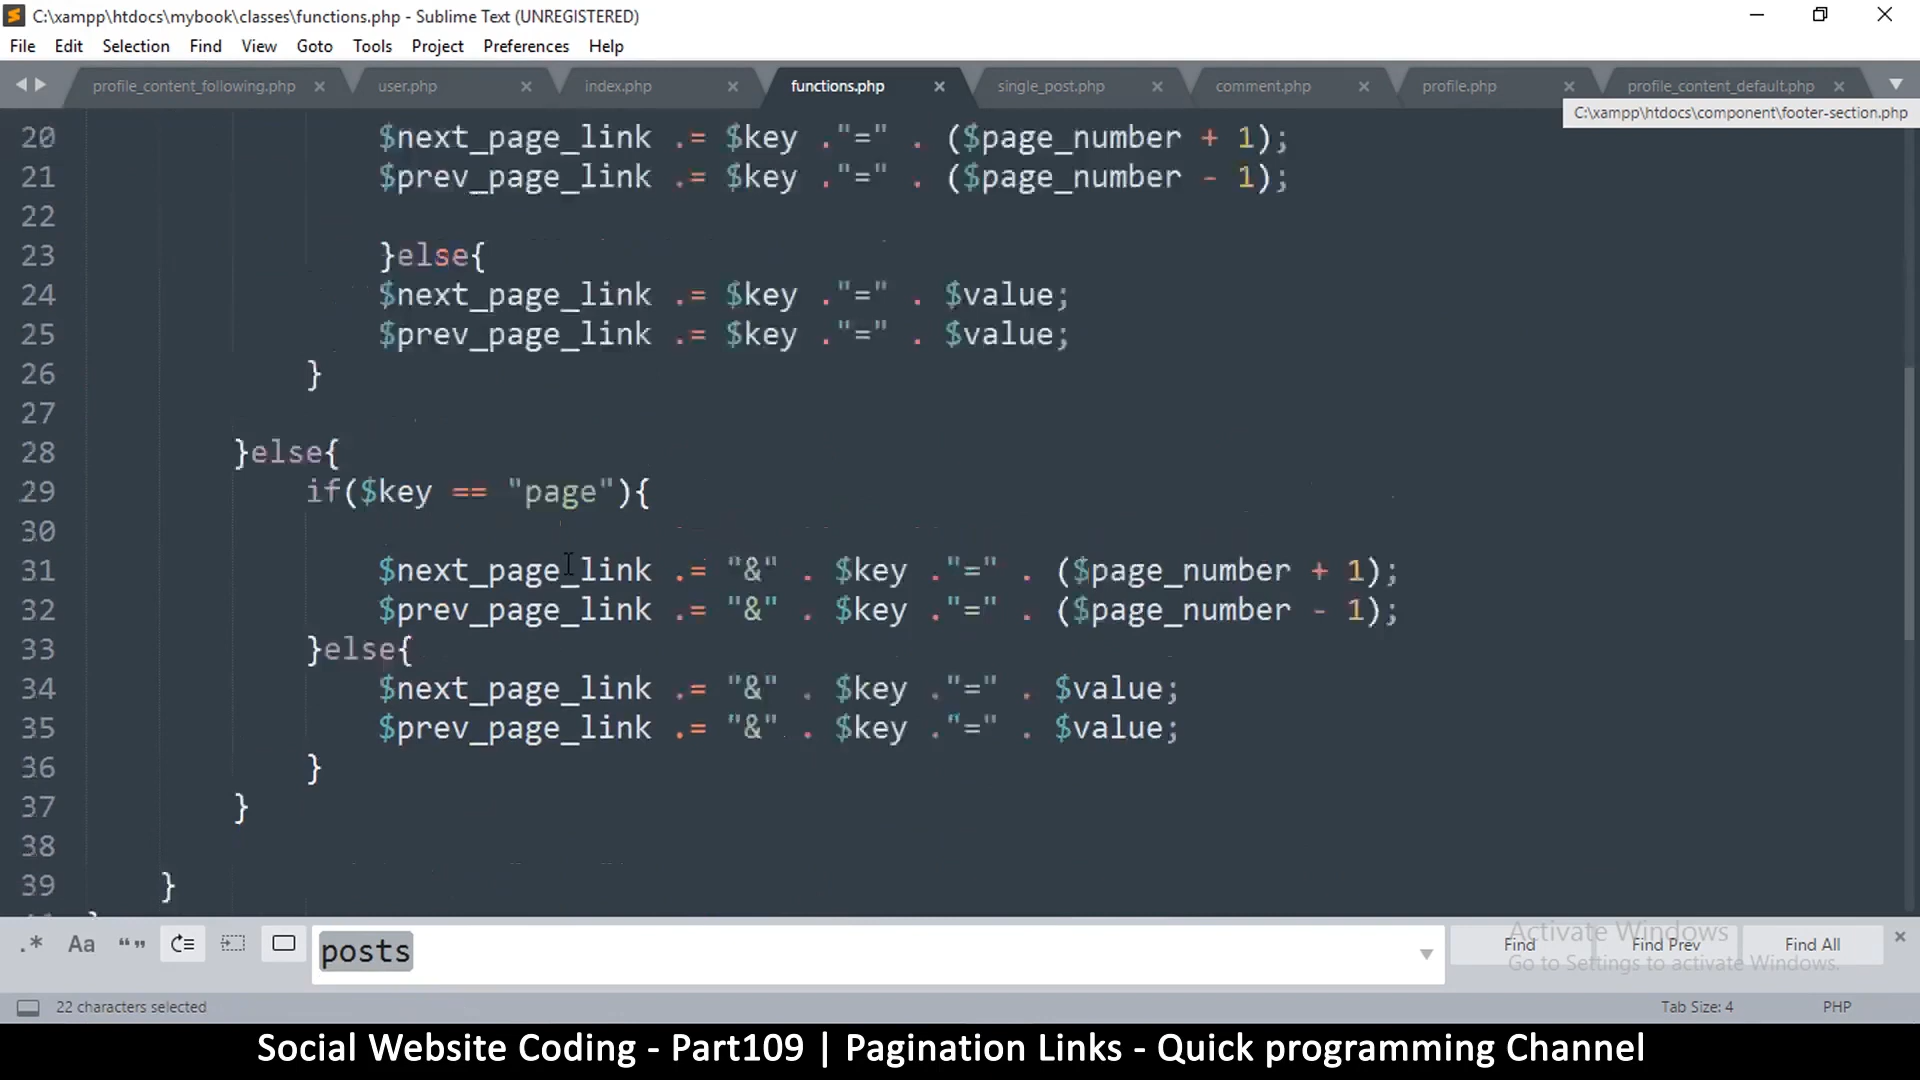 C:\xampp\htdocs\mybook\classes\functions.php - Sublime Text (UNREGISTERED)
File Edit Selection Find View Goto Tools Project Preferences Help
profile_content_following.php user.php index.php functions.php single_post.php comment.php profile.php profile_content_default.php
C:\xampp\htdocs\component\footer-section.php
20 $next_page_link .= $key ."=" . ($page_number + 1);
21 $prev_page_link .= $key ."=" . ($page_number - 1);
22
23 }else{
24 $next_page_link .= $key ."=" . $value;
25 $prev_page_link .= $key ."=" . $value;
26 }
27
28 }else{
29 if($key == "page"){
30
31 $next_page_link .= "&" . $key ."=" . ($page_number + 1);
32 $prev_page_link .= "&" . $key ."=" . ($page_number - 1);
33 }else{
34 $next_page_link .= "&" . $key ."=" . $value;
35 $prev_page_link .= "&" . $key ."=" . $value;
36 }
37 }
38
39 }
.* Aa “” posts Find Find Prev Find All
Activate Windows
Go to Settings to activate Windows.
22 characters selected Tab Size: 4 PHP
Social Website Coding - Part109 | Pagination Links - Quick programming Channel